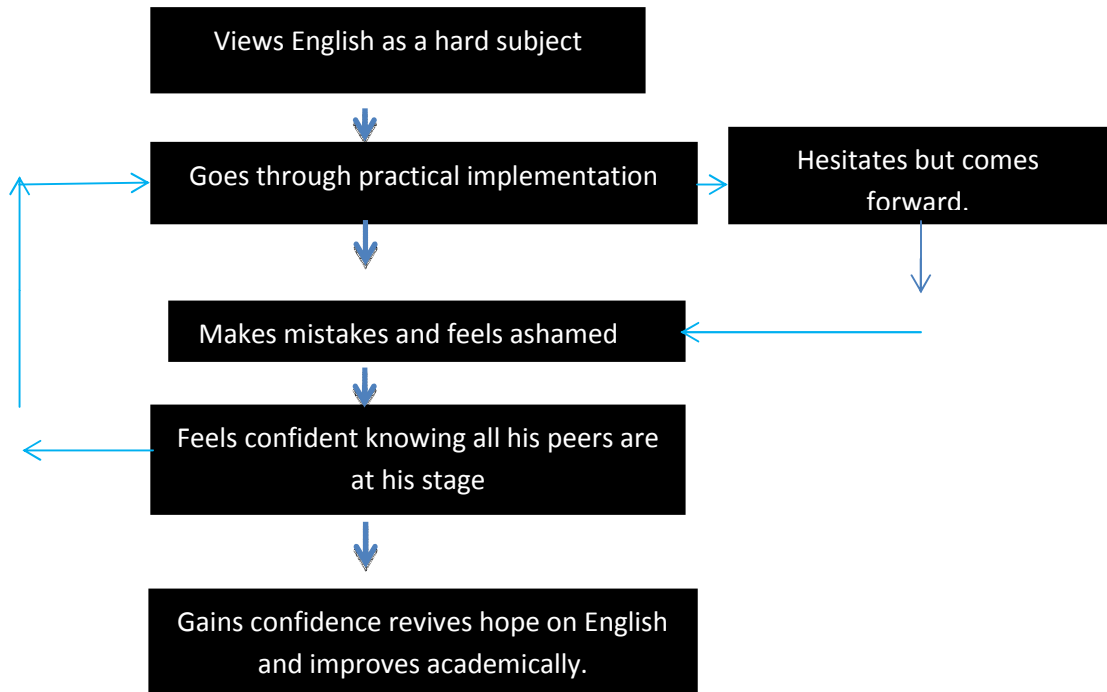 Views English as a hard subject
Goes through practical implementation
Hesitates but comes
forward.
Makes mistakes and feels ashamed
Feels confident knowing all his peers are
at his stage
Gains confidence revives hope on English
and improves academically.